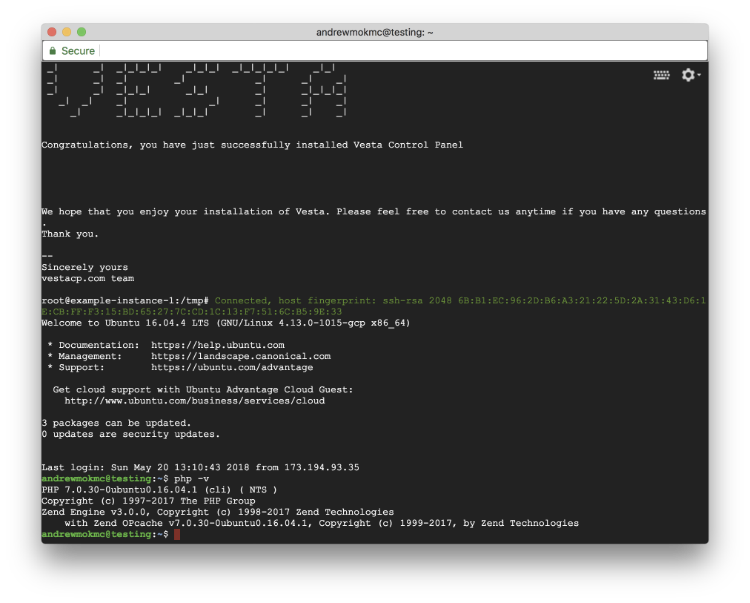 andrewmokmc@testing: ~
Secure
VESTA
Congratulations, you have just successfully installed Vesta Control Panel
We hope that you enjoy your installation of Vesta. Please feel free to contact us anytime if you have any questions
.
Thank you.
--
Sincerely yours
vestacp.com team
root@example-instance-1:/tmp# Connected, host fingerprint: ssh-rsa 2048 6B:B1:EC:96:2D:B6:A3:21:22:5D:2A:31:43:D6:1
E:CB:FF:F3:15:BD:65:27:7C:CD:1C:13:F7:51:6C:B5:9E:33
Welcome to Ubuntu 16.04.4 LTS (GNU/Linux 4.13.0-1015-gcp x86_64)
* Documentation:  https://help.ubuntu.com
* Management:     https://landscape.canonical.com
* Support:        https://ubuntu.com/advantage
Get cloud support with Ubuntu Advantage Cloud Guest:
http://www.ubuntu.com/business/services/cloud
3 packages can be updated.
0 updates are security updates.
Last login: Sun May 20 13:10:43 2018 from 173.194.93.35
andrewmokmc@testing:~$ php -v
PHP 7.0.30-0ubuntu0.16.04.1 (cli) ( NTS )
Copyright (c) 1997-2017 The PHP Group
Zend Engine v3.0.0, Copyright (c) 1998-2017 Zend Technologies
with Zend OPcache v7.0.30-0ubuntu0.16.04.1, Copyright (c) 1999-2017, by Zend Technologies
andrewmokmc@testing:~$